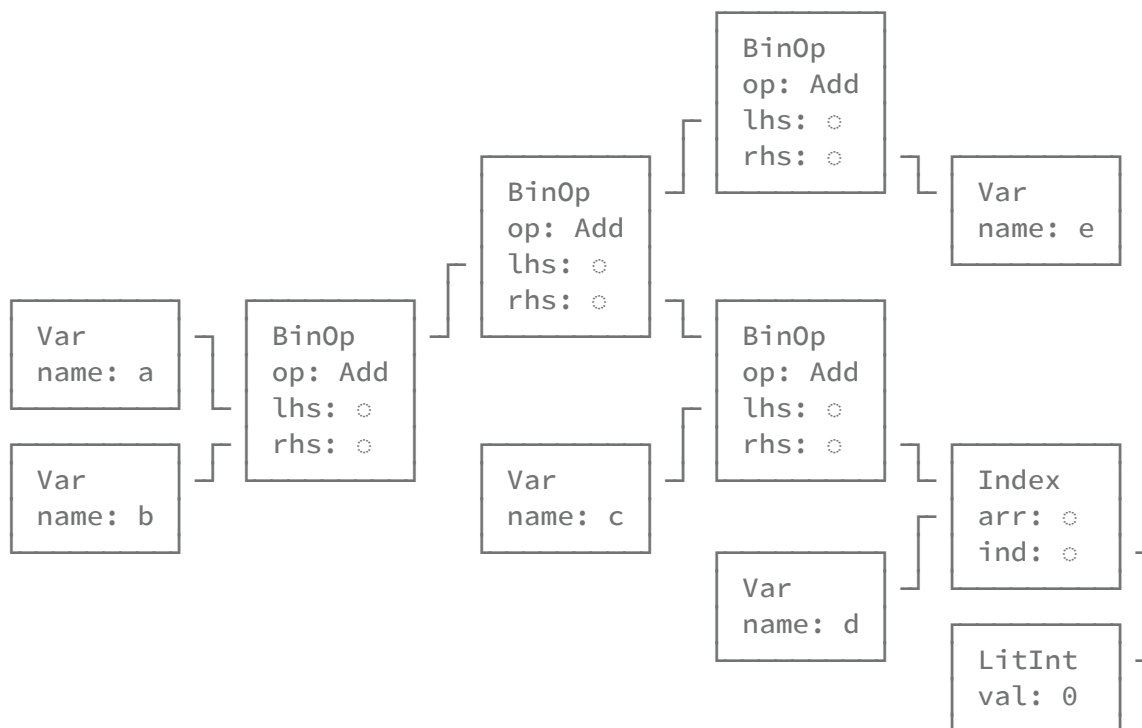 BinOp
op: Add
lhs: ◌
rhs: ◌
BinOp
op: Add
lhs: ◌
rhs: ◌
Var
name: e
Var
name: a
BinOp
op: Add
lhs: ◌
rhs: ◌
BinOp
op: Add
lhs: ◌
rhs: ◌
Var
name: b
Var
name: c
Index
arr: ◌
ind: ◌
Var
name: d
LitInt
val: 0